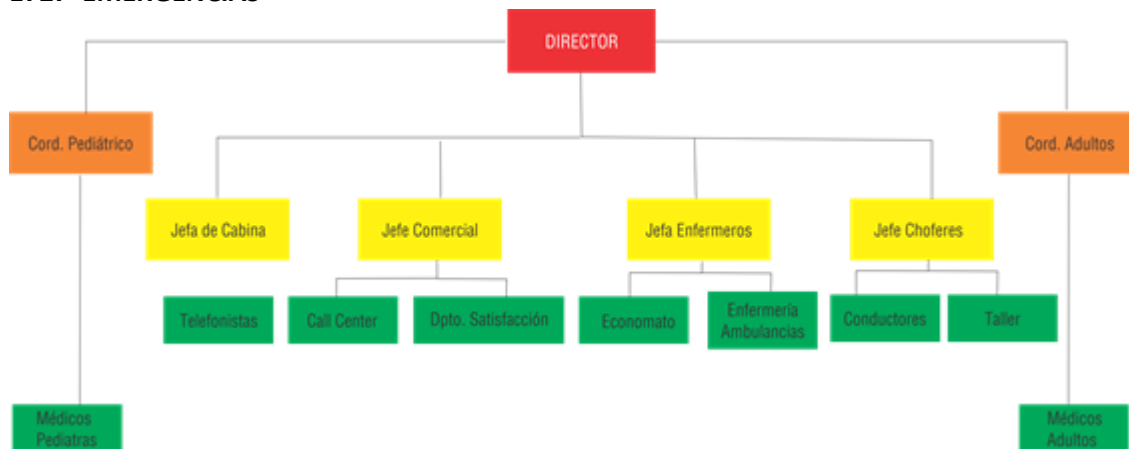 DIRECTOR
Cord. Pediátrico
Cord. Adultos
Jefa de Cabina
Jefe Comercial
Jefa Enfermeros
Jefe Choferes
Telefonistas
Call Center
Dpto. Satisfacción
Economato
Enfermería
Ambulancias
Conductores
Taller
Médicos
Pediatras
Médicos
Adultos